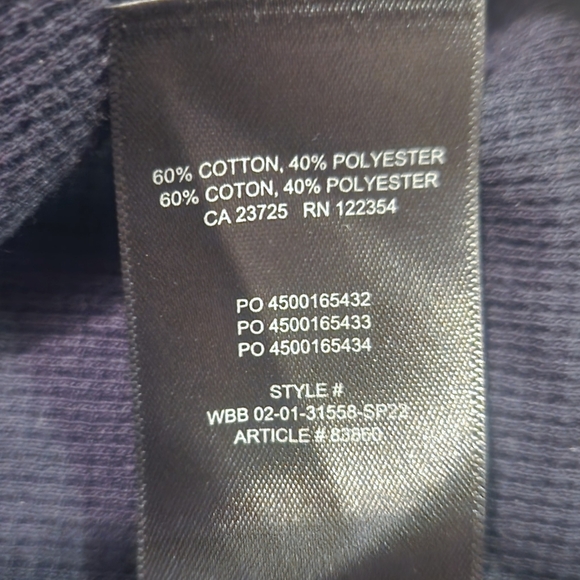 60% COTTON, 40% POLYESTER
60% COTON, 40% POLYESTER
CA 23725 RN 122354
PO 4500165432
PO 4500165433
PO 4500165434
STYLE #
WBB 02-01-31558-SP22
ARTICLE # 83860